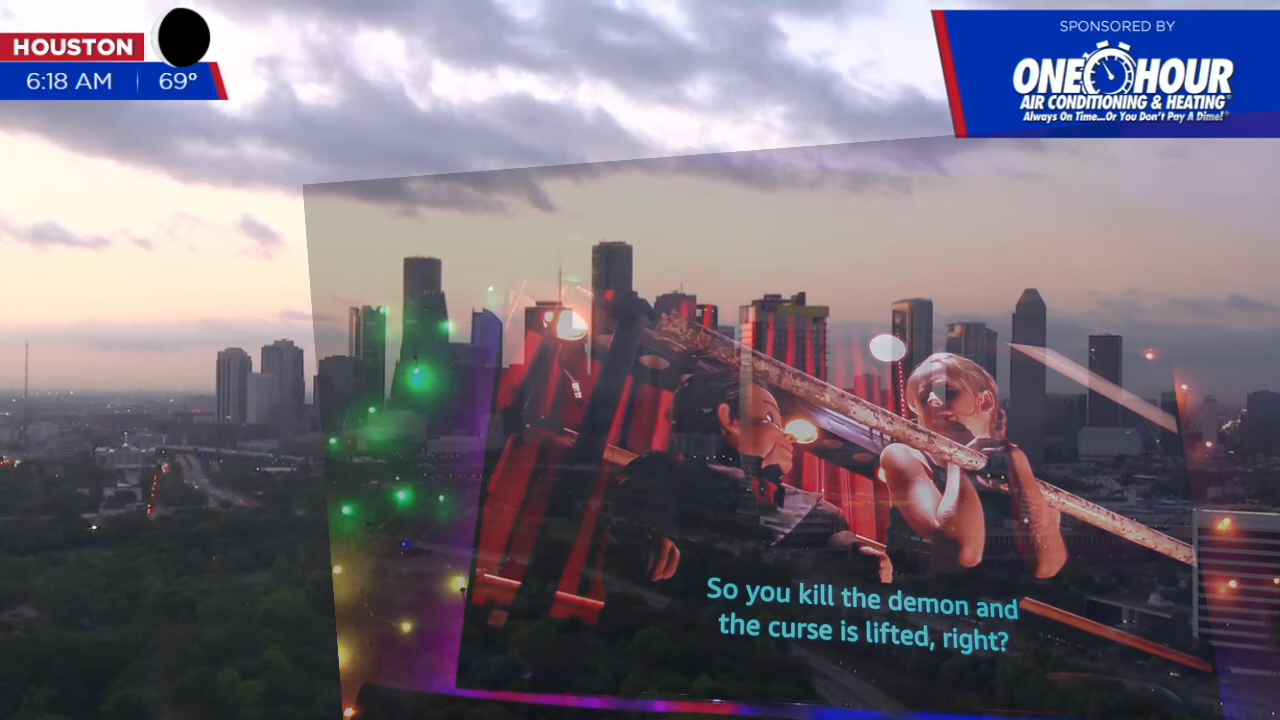 HOUSTON
6:18 AM
69°
SPONSORED BY
ONE HOUR
AIR CONDITIONING & HEATING
Always On Time...Or You Don't Pay A Dime!
So you kill the demon and
the curse is lifted, right?